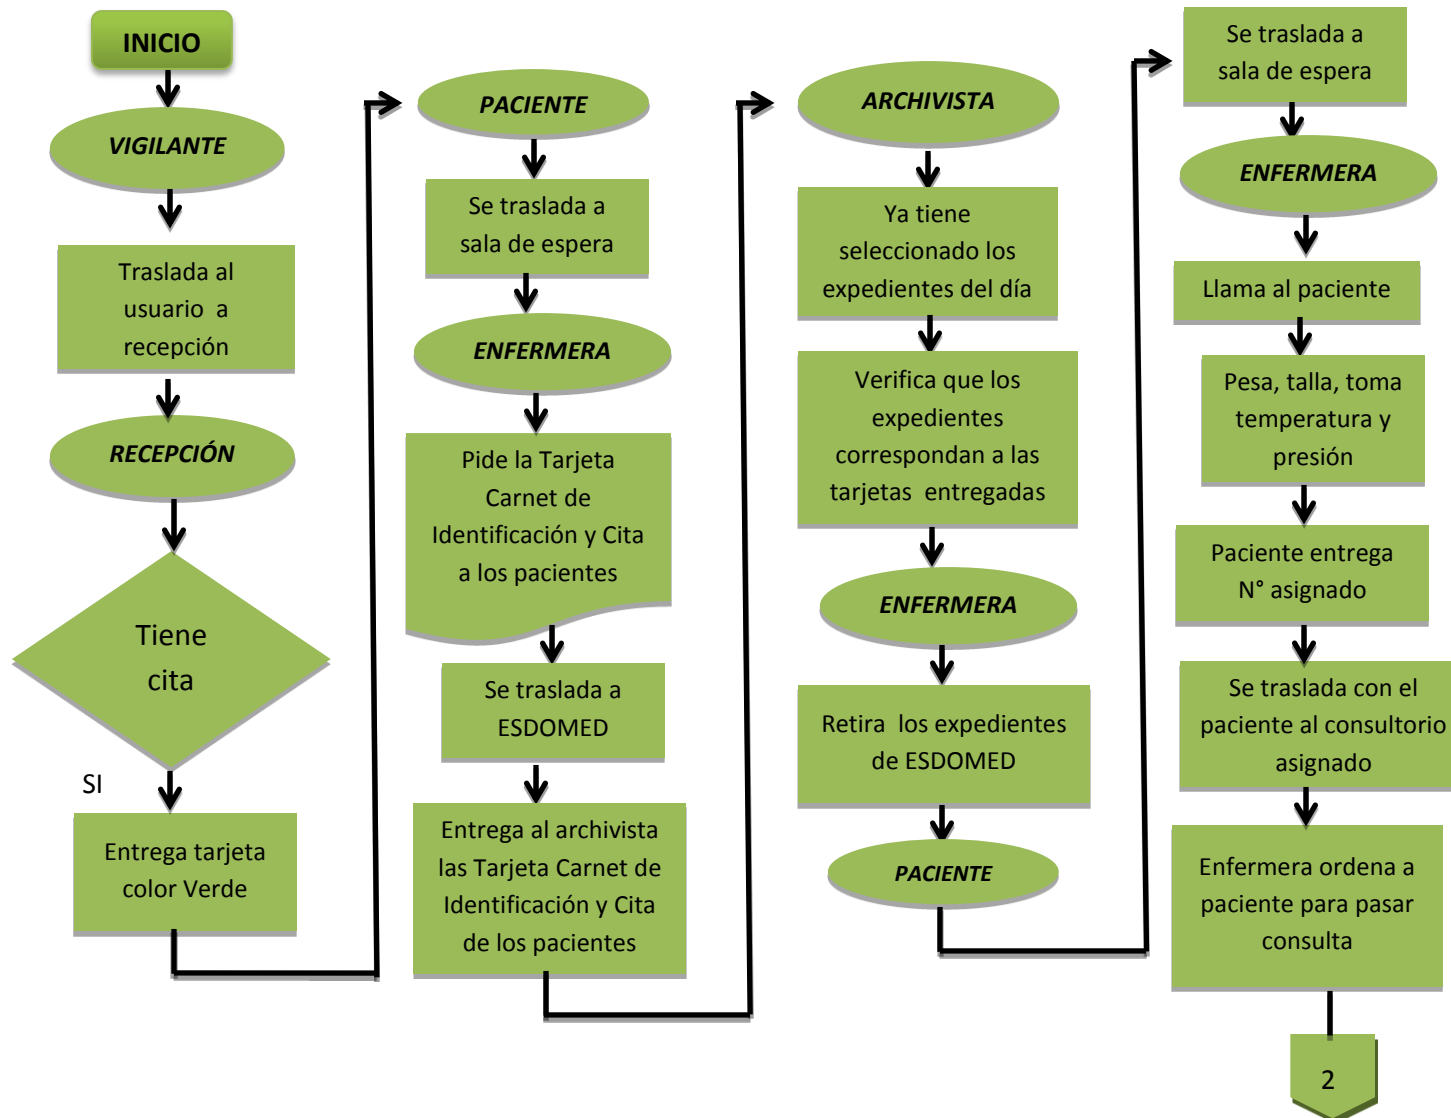 INICIO
VIGILANTE
Traslada al
usuario a
recepción
RECEPCIÓN
Tiene
cita
SI
Entrega tarjeta
color Verde
PACIENTE
Se traslada a
sala de espera
ENFERMERA
Pide la Tarjeta
Carnet de
Identificación y Cita
a los pacientes
Se traslada a
ESDOMED
Entrega al archivista
las Tarjeta Carnet de
Identificación y Cita
de los pacientes
ARCHIVISTA
Ya tiene
seleccionado los
expedientes del día
Verifica que los
expedientes
correspondan a las
tarjetas entregadas
ENFERMERA
Retira los expedientes
de ESDOMED
PACIENTE
Se traslada a
sala de espera
ENFERMERA
Llama al paciente
Pesa, talla, toma
temperatura y
presión
Paciente entrega
N° asignado
Se traslada con el
paciente al consultorio
asignado
Enfermera ordena a
paciente para pasar
consulta
2